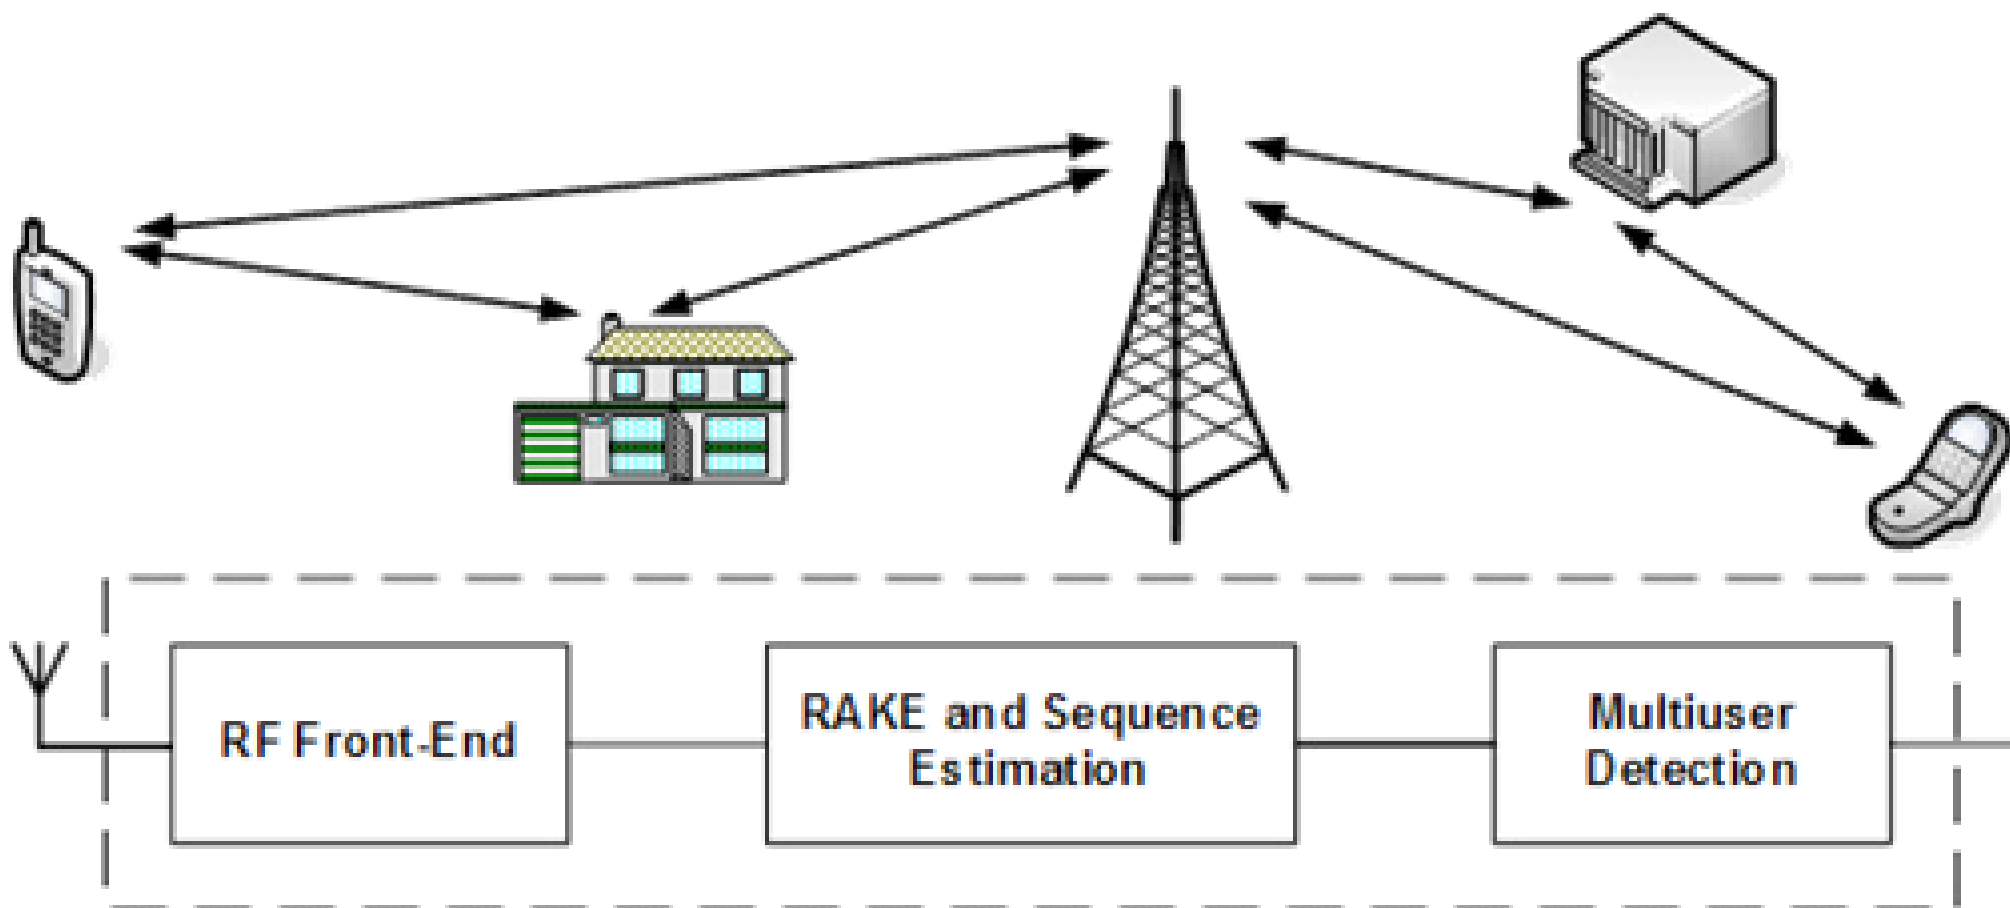 RF Front-End
RAKE and Sequence
Estimation
Multiuser
Detection